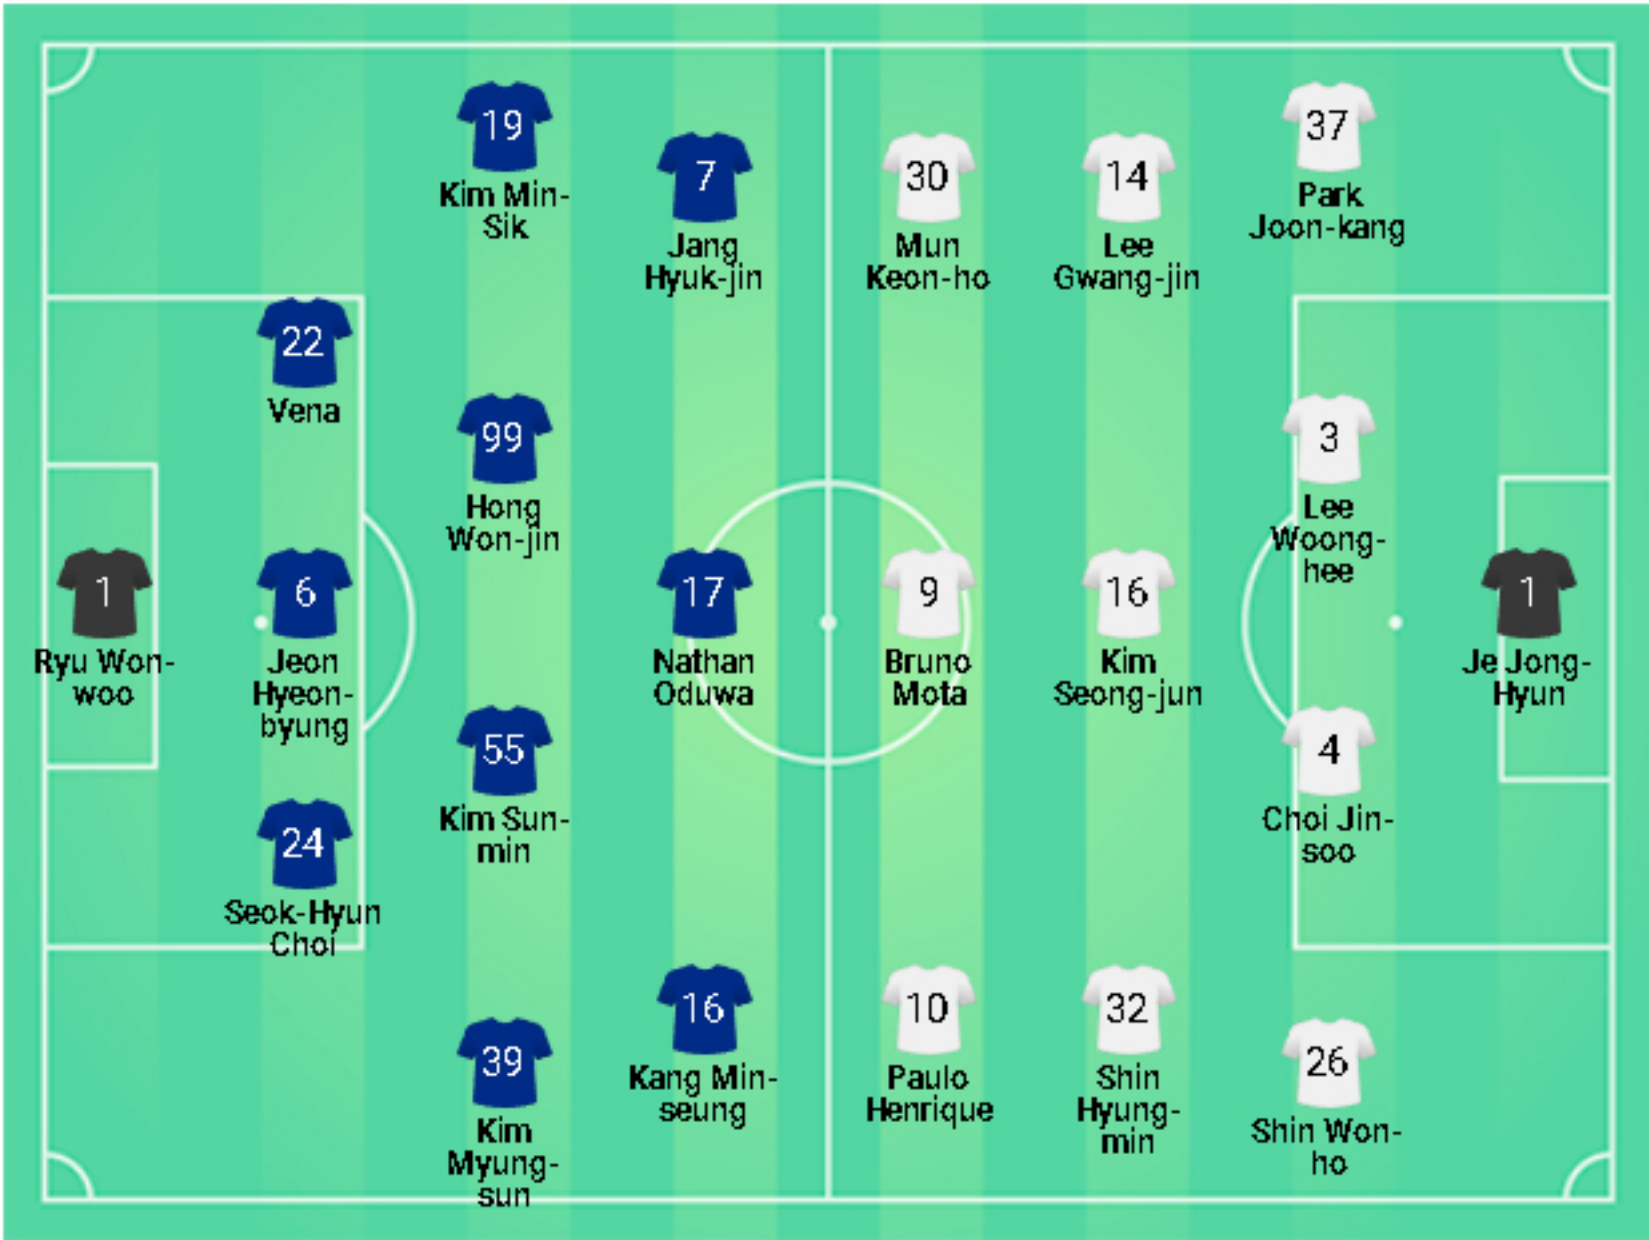 1
Ryu Won-
woo
22
Vena
6
Jeon
Hyeon-
byung
24
Seok-Hyun
Choi
19
Kim Min-
Sik
99
Hong
Won-jin
55
Kim Sun-
min
39
Kim
Myung-
sun
7
Jang
Hyuk-jin
17
Nathan
Oduwa
16
Kang Min-
seung
30
Mun
Keon-ho
9
Bruno
Mota
10
Paulo
Henrique
14
Lee
Gwang-jin
16
Kim
Seong-jun
32
Shin
Hyung-
min
37
Park
Joon-kang
3
Lee
Woong-
hee
4
Choi Jin-
soo
26
Shin Won-
ho
1
Je Jong-
Hyun